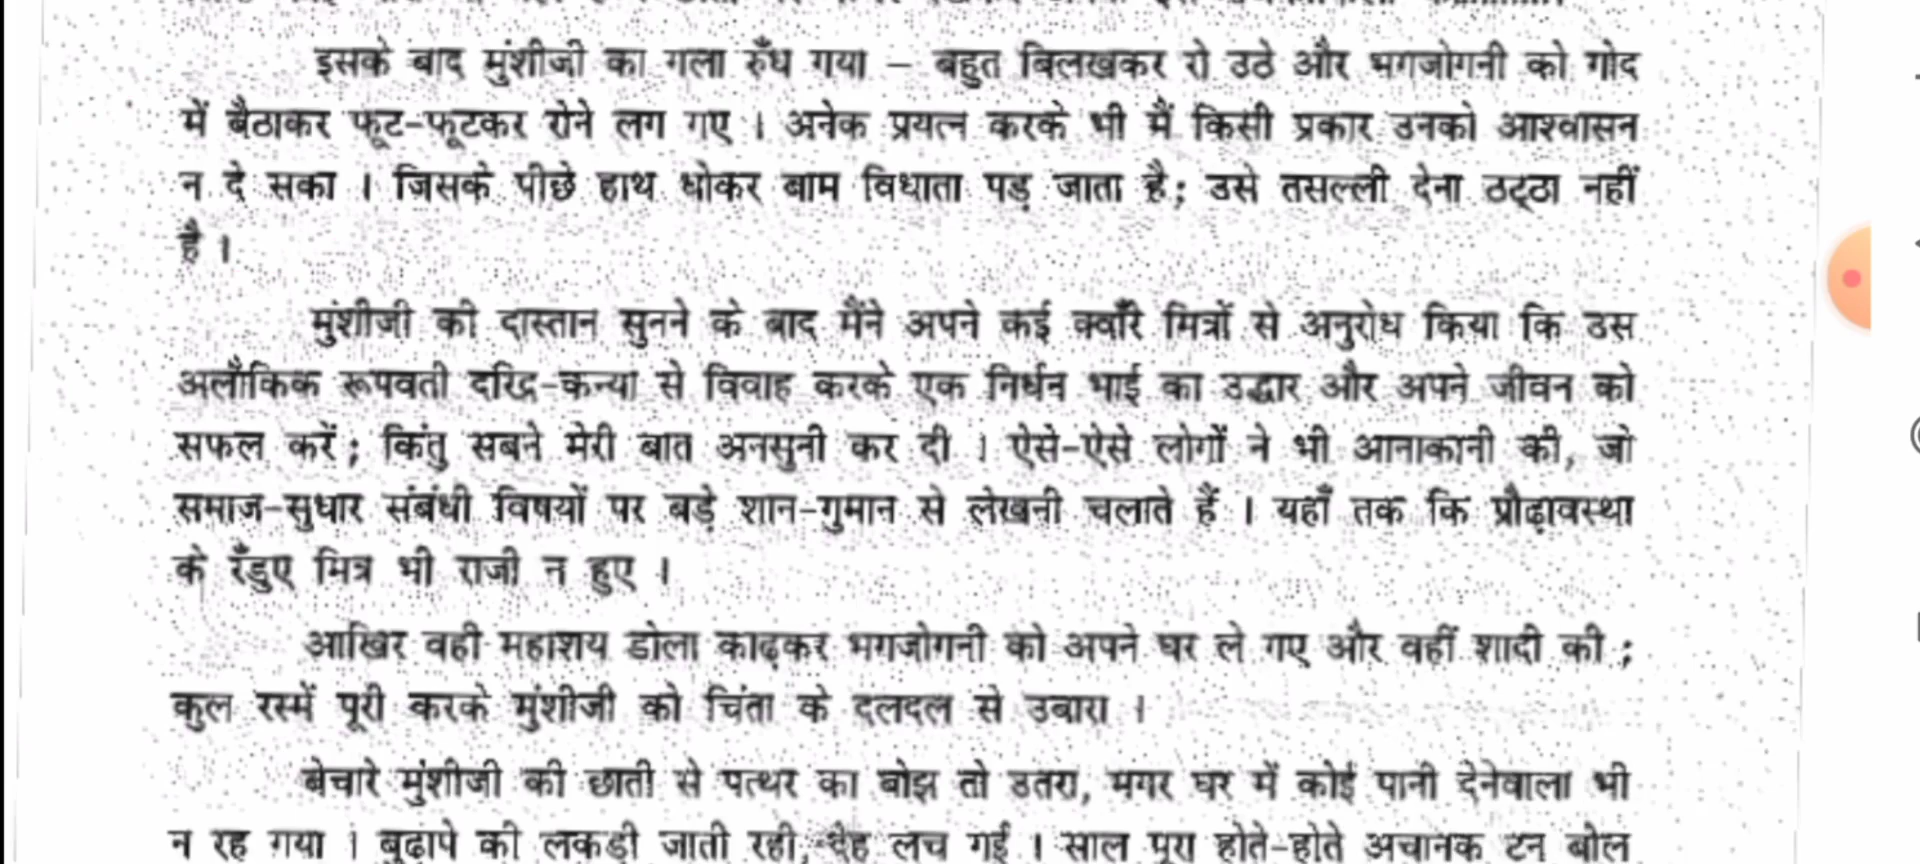 इसके बाद मुंशीजी का गला रुँध गया – बहुत बिलखकर रो उठे और भगजोगनी को गोद
में बैठाकर फूट-फूटकर रोने लग गए । अनेक प्रयत्न करके भी मैं किसी प्रकार उनको आश्वासन
न दे सका । जिसके पीछे हाथ धोकर बाम विधाता पड़ जाता है; उसे तसल्ली देना ठट्ठा नहीं
है ।
मुंशीजी की दास्तान सुनने के बाद मैंने अपने कई क्वाँरे मित्रों से अनुरोध किया कि उस
अलौकिक रूपवती दरिद्र-कन्या से विवाह करके एक निर्धन भाई का उद्धार और अपने जीवन को
सफल करें; किंतु सबने मेरी बात अनसुनी कर दी । ऐसे-ऐसे लोगों ने भी आनाकानी की, जो
समाज-सुधार संबंधी विषयों पर बड़े शान-गुमान से लेखनी चलाते हैं । यहाँ तक कि प्रौढ़ावस्था
के रँडुए मित्र भी राजी न हुए ।
आखिर वही महाशय डोला काढ़कर भगजोगनी को अपने घर ले गए और वहीं शादी की ;
कुल रस्में पूरी करके मुंशीजी को चिंता के दलदल से उबारा ।
बेचारे मुंशीजी की छाती से पत्थर का बोझ तो उतरा, मगर घर में कोई पानी देनेवाला भी
न रह गया । बुढ़ापे की लकड़ी जाती रही, देह लच गई । साल पूरा होते-होते अचानक टन बोल